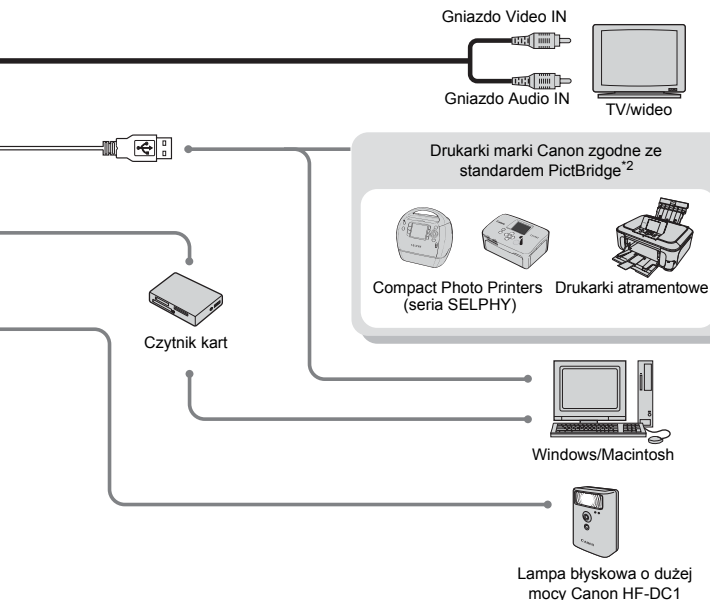 Gniazdo Video IN
Gniazdo Audio IN
TV/wideo
Drukarki marki Canon zgodne ze
standardem PictBridge*2
Compact Photo Printers
(seria SELPHY)
Drukarki atramentowe
Czytnik kart
Windows/Macintosh
Canon
Lampa błyskowa o dużej
mocy Canon HF-DC1